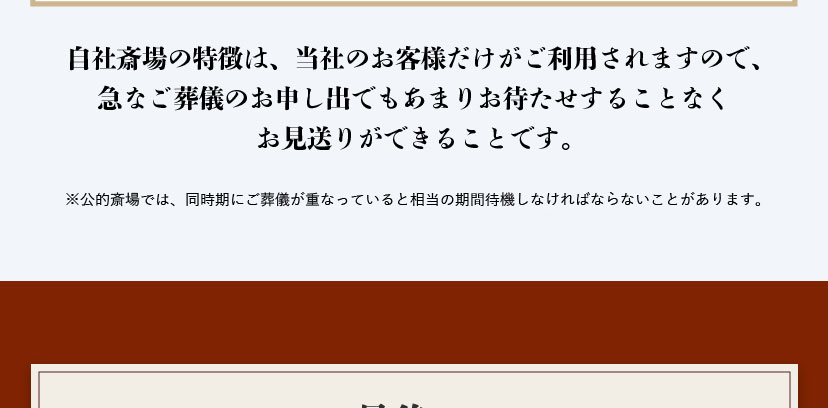 自社斎場の特徴は、当社のお客様だけがご利用されますので、
急なご葬儀のお申し出でもあまりお待たせすることなく
お見送りができることです。
※公的斎場では、同時期にご葬儀が重なっていると相当の期間待機しなければならないことがあります。